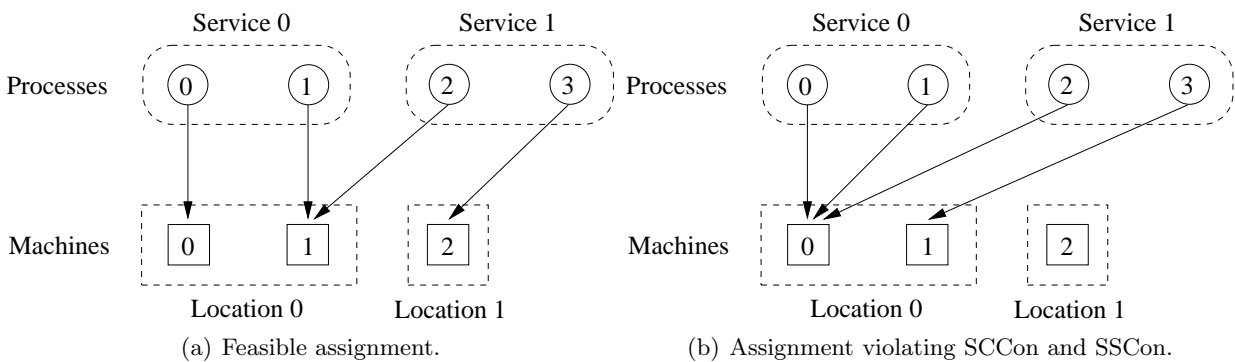 Service 0
Service 1
Processes
0
1
2
3
Machines
0
1
2
Location 0
Location 1
(a) Feasible assignment.
Service 0
Service 1
Processes
0
1
2
3
Machines
0
1
2
Location 0
Location 1
(b) Assignment violating SCCon and SSCon.